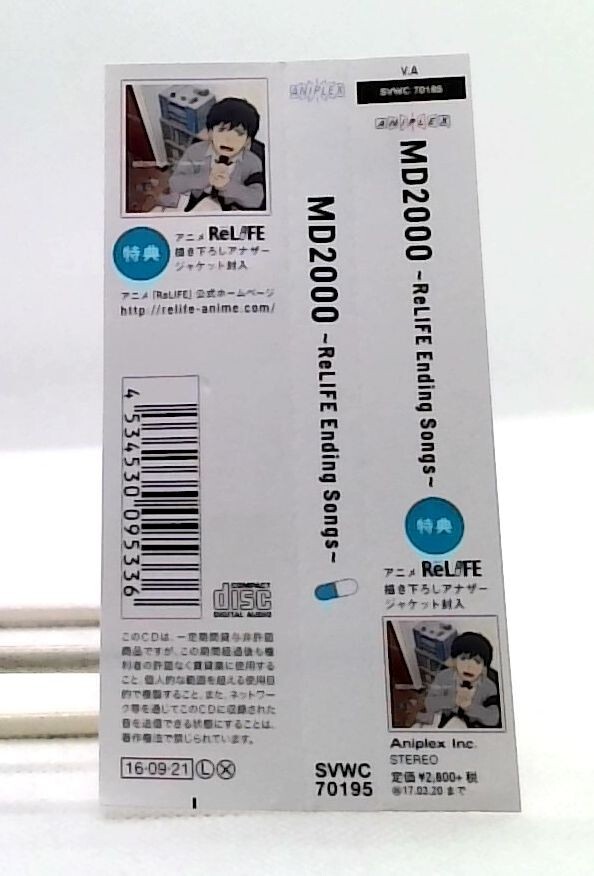 アニメ ReLIFE
特典
描き下ろしアナザー
ジャケット封入
アニメ「ReLIFE」公式ホームページ
http://relife-anime.com/
4 534530 095336
COMPACT
disc
DIGITAL AUDIO
このCDは、一定期間貸与非許諾
商品ですが、この期間経過後も権
利者の許諾なく賃貸業に使用する
こと、個人的な範囲を超える使用目
的で複製すること、また、ネットワー
ク等を通じてこのCDに収録された
音を送信できる状態にすることは、
著作権法で禁じられています。
16・09・21 L X
ANIPLEX
MD2000 ~ReLIFE Ending Songs~
SVWC
70195
V.A
SVWC 70195
ANIPLEX
MD2000 ~ReLIFE Ending Songs~
特典
アニメ ReLIFE
描き下ろしアナザー
ジャケット封入
Aniplex Inc.
STEREO
定価 ¥2,800+税
17.03.20 まで